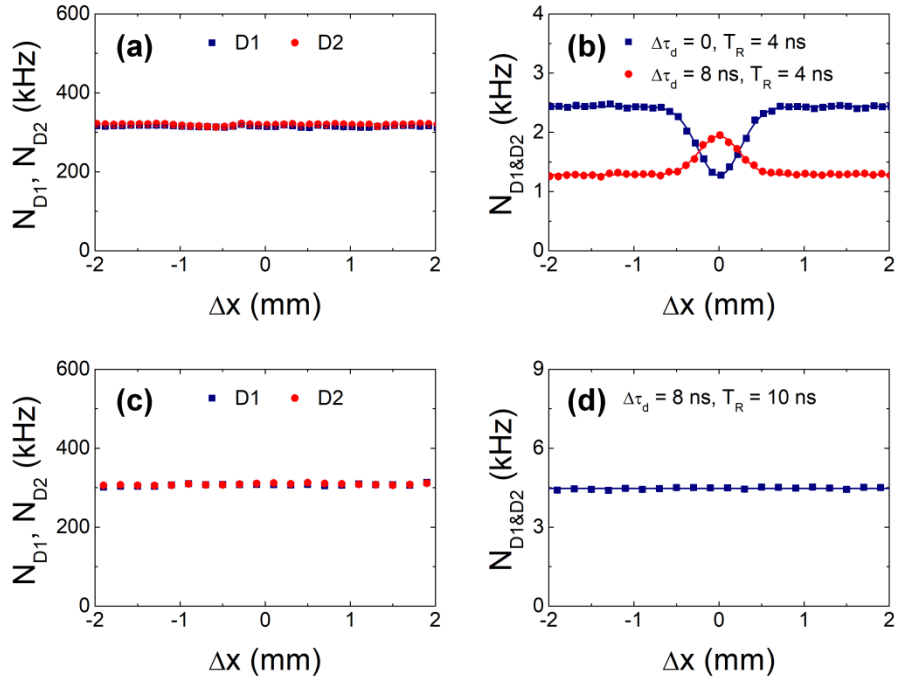 (a) D1 D2
N_D1, N_D2 (kHz)
600
400
200
0
-2 -1 0 1 2
Δx (mm)
(b) Δτ_d = 0, T_R = 4 ns
Δτ_d = 8 ns, T_R = 4 ns
N_D1&D2 (kHz)
4
3
2
1
0
-2 -1 0 1 2
Δx (mm)
(c) D1 D2
N_D1, N_D2 (kHz)
600
400
200
0
-2 -1 0 1 2
Δx (mm)
(d) Δτ_d = 8 ns, T_R = 10 ns
N_D1&D2 (kHz)
9
6
3
0
-2 -1 0 1 2
Δx (mm)